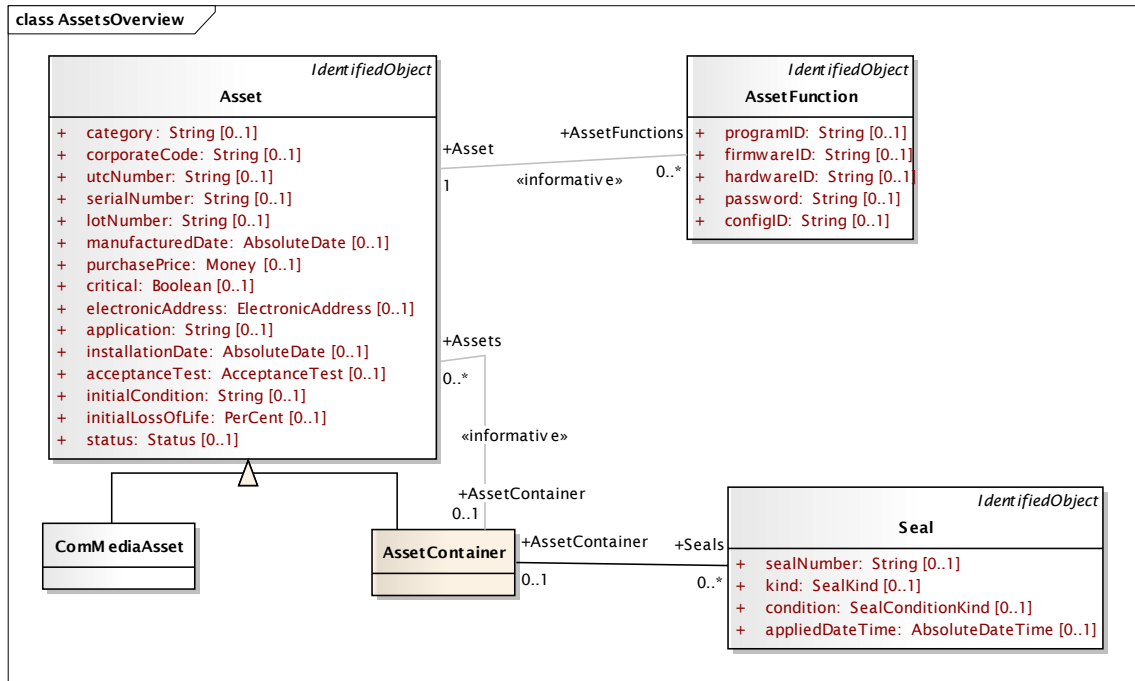 class AssetsOverview
IdentifiedObject
Asset
+ category: String [0..1]
+ corporateCode: String [0..1]
+ utcNumber: String [0..1]
+ serialNumber: String [0..1]
+ lotNumber: String [0..1]
+ manufacturedDate: AbsoluteDate [0..1]
+ purchasePrice: Money [0..1]
+ critical: Boolean [0..1]
+ electronicAddress: ElectronicAddress [0..1]
+ application: String [0..1]
+ installationDate: AbsoluteDate [0..1]
+ acceptanceTest: AcceptanceTest [0..1]
+ initialCondition: String [0..1]
+ initialLossOfLife: PerCent [0..1]
+ status: Status [0..1]
+Asset
1
«informative»
+AssetFunctions
0..*
IdentifiedObject
AssetFunction
+ programID: String [0..1]
+ firmwareID: String [0..1]
+ hardwareID: String [0..1]
+ password: String [0..1]
+ configID: String [0..1]
+Assets
0..*
«informative»
+AssetContainer
0..1
ComMediaAsset
AssetContainer
+AssetContainer
0..1
+Seals
0..*
IdentifiedObject
Seal
+ sealNumber: String [0..1]
+ kind: SealKind [0..1]
+ condition: SealConditionKind [0..1]
+ appliedDateTime: AbsoluteDateTime [0..1]